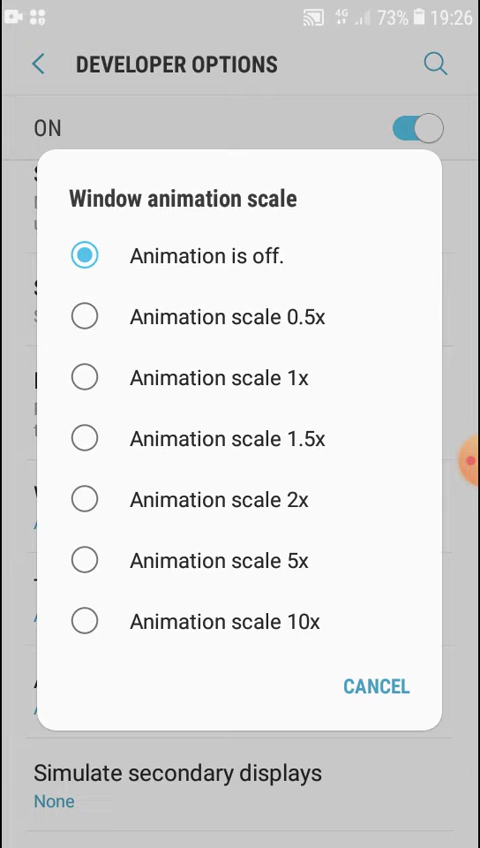 4G 73% 19:26
DEVELOPER OPTIONS
ON
Window animation scale
Animation is off.
Animation scale 0.5x
Animation scale 1x
Animation scale 1.5x
Animation scale 2x
Animation scale 5x
Animation scale 10x
CANCEL
Simulate secondary displays
None